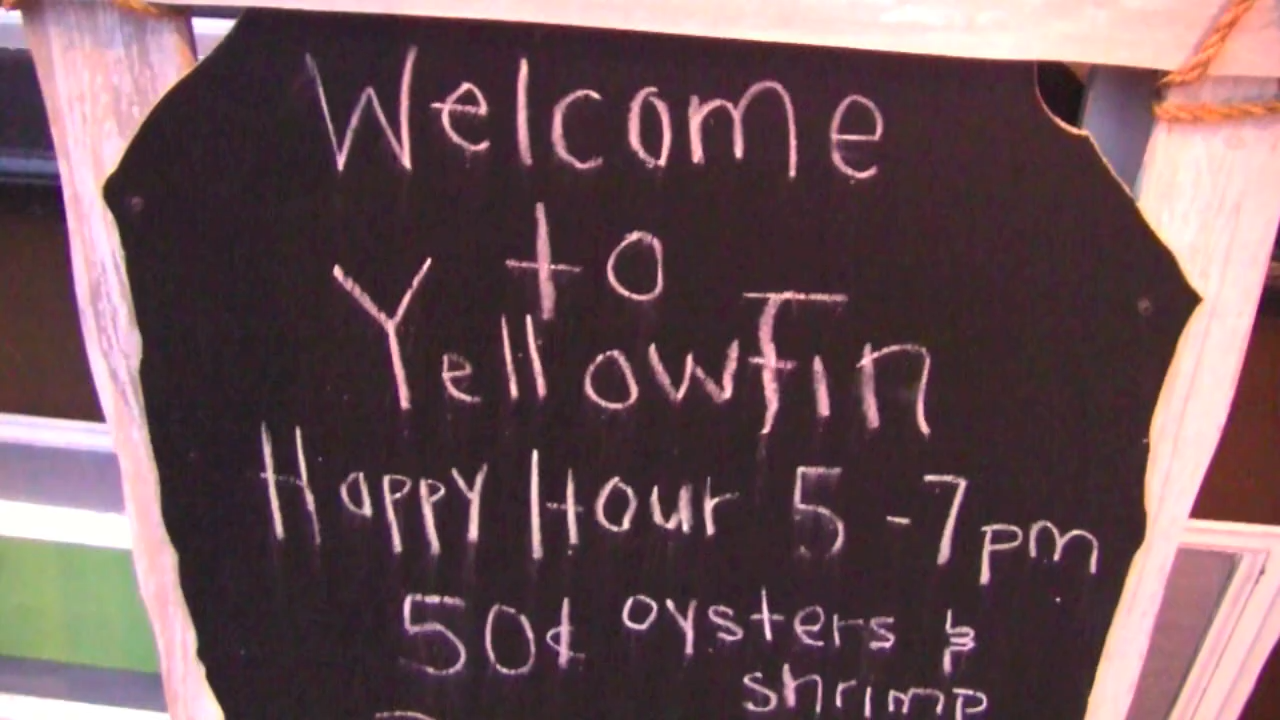 Welcome
to
Yellowfin
Happy Hour 5-7pm
50¢ oysters &
shrimp